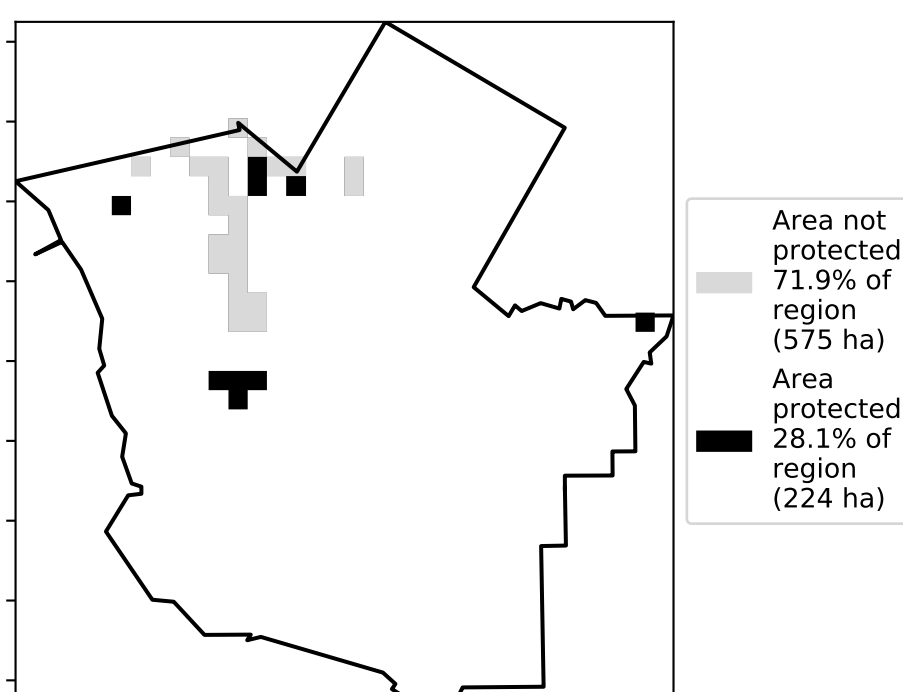 Area not
protected
71.9% of
region
(575 ha)
Area
protected
28.1% of
region
(224 ha)